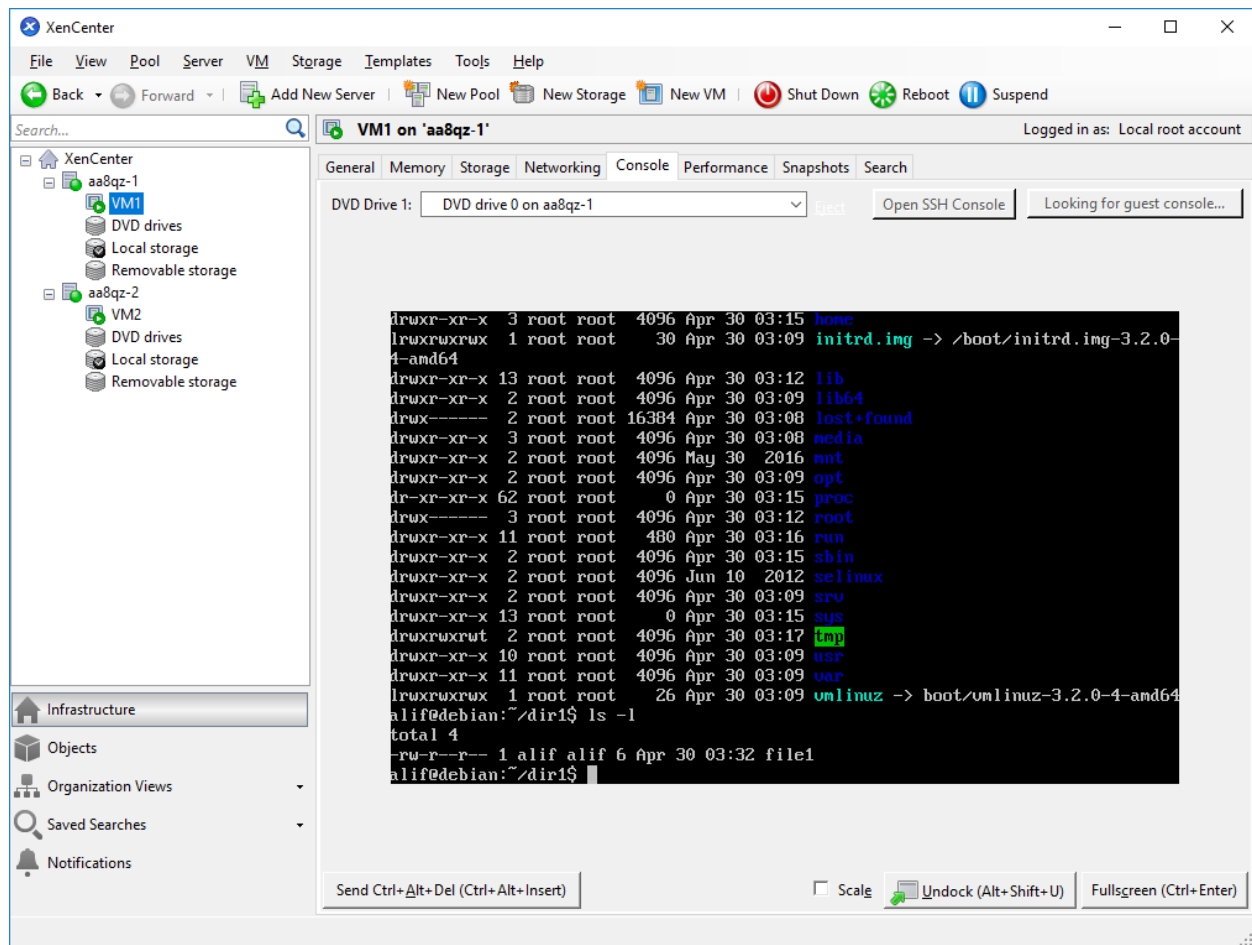 XenCenter
File View Pool Server VM Storage Templates Tools Help
Back Forward Add New Server New Pool New Storage New VM Shut Down Reboot Suspend
Search...
VM1 on 'aa8qz-1'
Logged in as: Local root account
XenCenter
aa8qz-1
VM1
DVD drives
Local storage
Removable storage
aa8qz-2
VM2
DVD drives
Local storage
Removable storage
General Memory Storage Networking Console Performance Snapshots Search
DVD Drive 1: DVD drive 0 on aa8qz-1 Eject Open SSH Console Looking for guest console...
drwxr-xr-x 3 root root 4096 Apr 30 03:15 home
lrwxrwxrwx 1 root root 30 Apr 30 03:09 initrd.img -> /boot/initrd.img-3.2.0-
4-amd64
drwxr-xr-x 13 root root 4096 Apr 30 03:12 lib
drwxr-xr-x 2 root root 4096 Apr 30 03:09 lib64
drwx------ 2 root root 16384 Apr 30 03:08 lost+found
drwxr-xr-x 3 root root 4096 Apr 30 03:08 media
drwxr-xr-x 2 root root 4096 May 30 2016 mnt
drwxr-xr-x 2 root root 4096 Apr 30 03:09 opt
dr-xr-xr-x 62 root root 0 Apr 30 03:15 proc
drwx------ 3 root root 4096 Apr 30 03:12 root
drwxr-xr-x 11 root root 480 Apr 30 03:16 run
drwxr-xr-x 2 root root 4096 Apr 30 03:15 sbin
drwxr-xr-x 2 root root 4096 Jun 10 2012 selinux
drwxr-xr-x 2 root root 4096 Apr 30 03:09 srv
drwxr-xr-x 13 root root 0 Apr 30 03:15 sys
drwxrwxrwt 2 root root 4096 Apr 30 03:17 tmp
drwxr-xr-x 10 root root 4096 Apr 30 03:09 usr
drwxr-xr-x 11 root root 4096 Apr 30 03:09 var
lrwxrwxrwx 1 root root 26 Apr 30 03:09 vmlinuz -> boot/vmlinuz-3.2.0-4-amd64
alif@debian:~/dir1$ ls -l
total 4
-rw-r--r-- 1 alif alif 6 Apr 30 03:32 file1
alif@debian:~/dir1$
Infrastructure
Objects
Organization Views
Saved Searches
Notifications
Send Ctrl+Alt+Del (Ctrl+Alt+Insert) Scale Undock (Alt+Shift+U) Fullscreen (Ctrl+Enter)